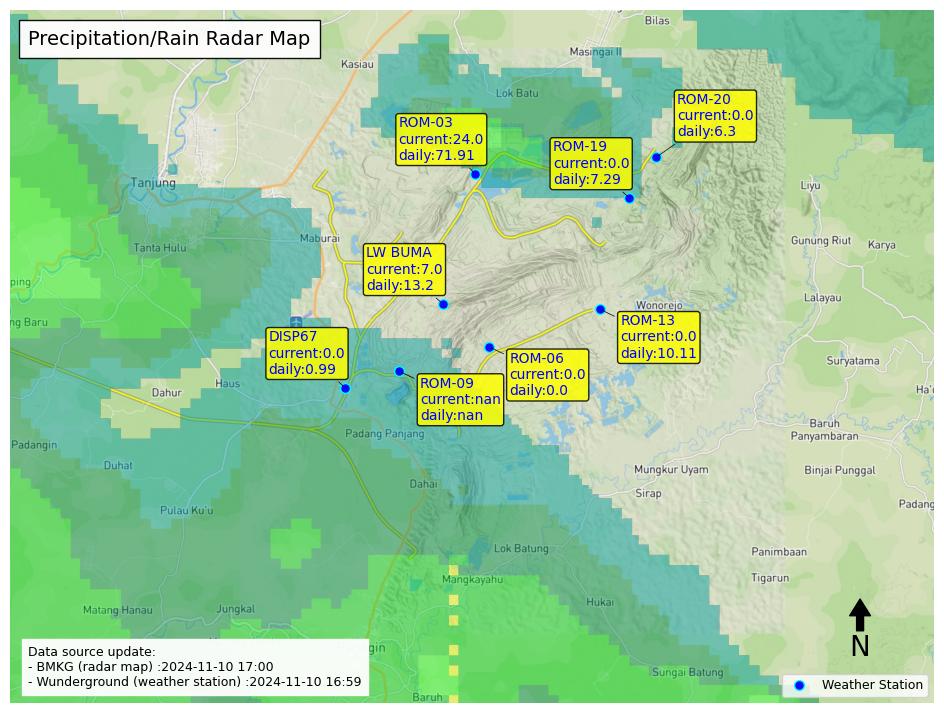 Precipitation/Rain Radar Map
Bilas
Masingai II
Kasiau
Lok Batu
ROM-20
current:0.0
daily:6.3
ROM-03
current:24.0
daily:71.91
ROM-19
current:0.0
daily:7.29
Tanjung
Liyu
Maburai
Tanta Hulu
Gunung Riut
Karya
LW BUMA
current:7.0
daily:13.2
ping
Lalayau
Wonorejo
ng Baru
ROM-13
current:0.0
daily:10.11
DISP67
current:0.0
daily:0.99
ROM-06
current:0.0
daily:0.0
Suryatama
Haus
Dahur
ROM-09
current:nan
daily:nan
Ha'
Padang Panjang
Baruh
Panyambaran
Padangin
Duhat
Mungkur Uyam
Binjai Punggal
Dahai
Sirap
Padang
Pulau Ku'u
Lok Batung
Panimbaan
Mangkayahu
Tigarun
Matang Hanau
Jungkal
Hukai
N
gin
Data source update:
- BMKG (radar map) :2024-11-10 17:00
- Wunderground (weather station) :2024-11-10 16:59
Sungai Batung
Weather Station
Baruh